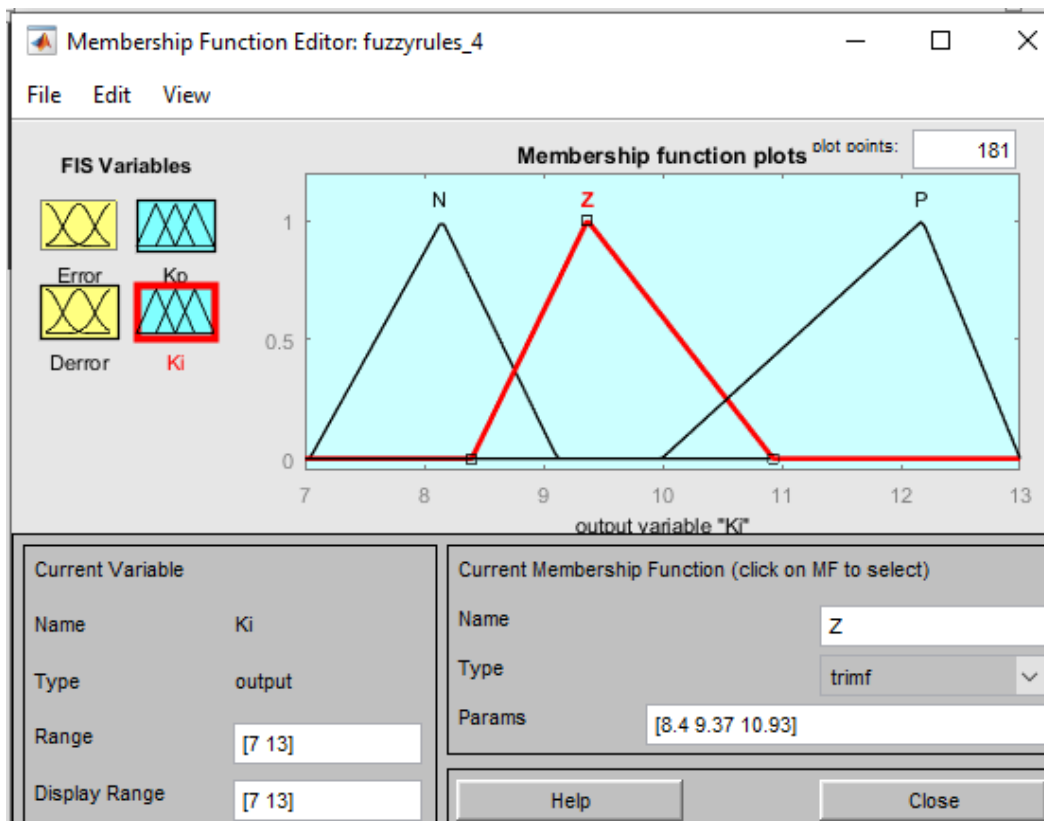 Membership Function Editor: fuzzyrules_4
File Edit View
FIS Variables
Membership function plots
plot points:
181
Error
Kp
Derror
Ki
N
Z
P
1
0.5
0
7 8 9 10 11 12 13
output variable "Ki"
Current Variable
Name Ki
Type output
Range [7 13]
Display Range [7 13]
Current Membership Function (click on MF to select)
Name Z
Type trimf
Params [8.4 9.37 10.93]
Help Close